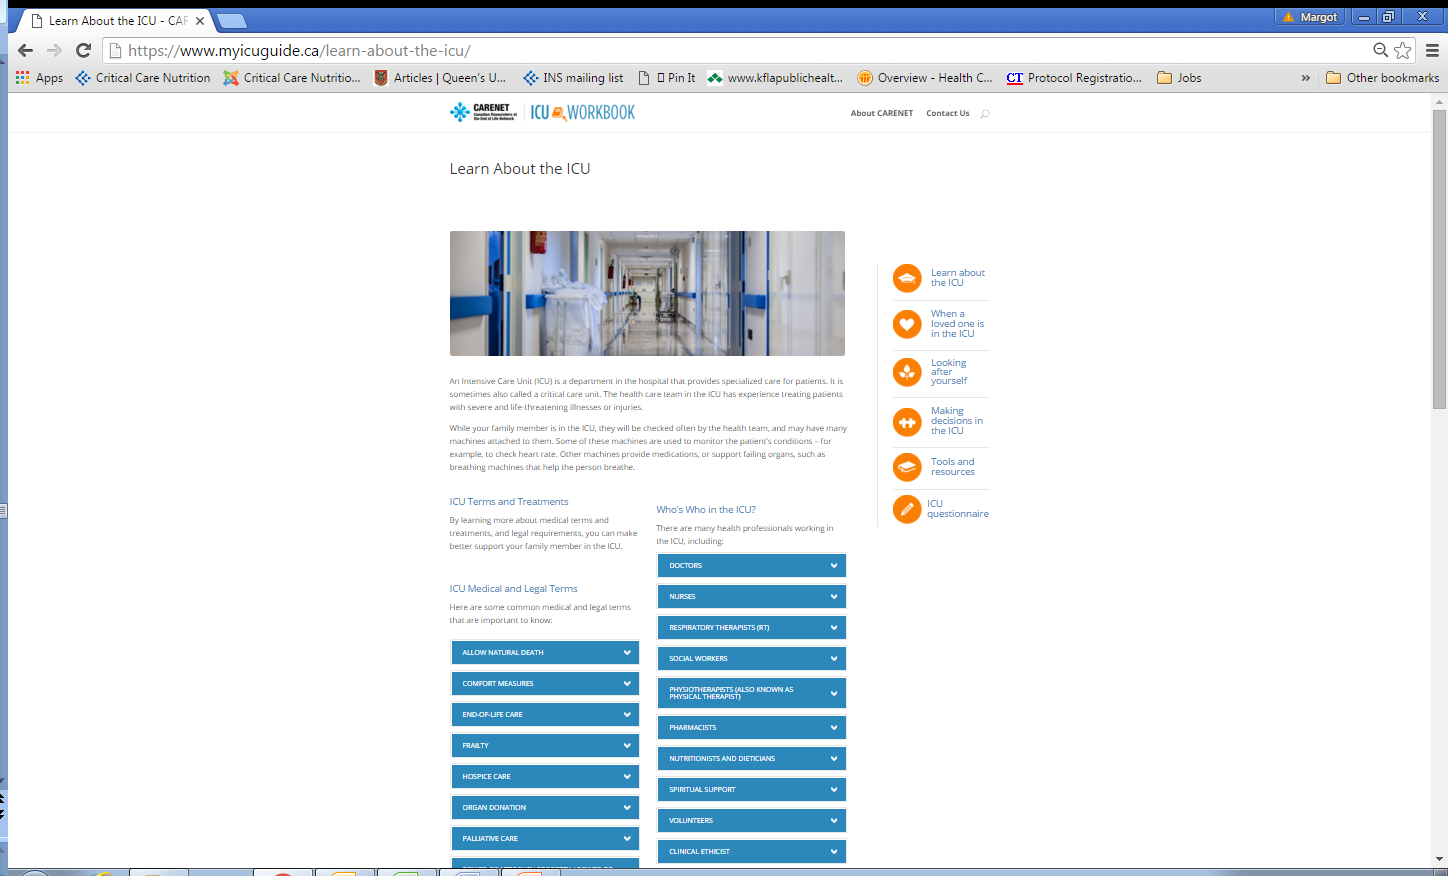 Learn About the ICU - CAR
Margot
https://www.myicuguide.ca/learn-about-the-icu/
Apps
Critical Care Nutrition
Critical Care Nutritio...
Articles | Queen's U...
INS mailing list
Pin It
www.kflapublichealt...
Overview - Health C...
CT Protocol Registratio...
Jobs
»
Other bookmarks
CARENET
Canadian Researchers at
the End of Life Network
ICU WORKBOOK
About CARENET
Contact Us
Learn About the ICU
An Intensive Care Unit (ICU) is a department in the hospital that provides specialized care for patients. It is
sometimes also called a critical care unit. The health care team in the ICU has experience treating patients
with severe and life-threatening illnesses or injuries.
While your family member is in the ICU, they will be checked often by the health team, and may have many
machines attached to them. Some of these machines are used to monitor the patient's conditions – for
example, to check heart rate. Other machines provide medications, or support failing organs, such as
breathing machines that help the person breathe.
ICU Terms and Treatments
By learning more about medical terms and
treatments, and legal requirements, you can make
better support your family member in the ICU.
ICU Medical and Legal Terms
Here are some common medical and legal terms
that are important to know:
ALLOW NATURAL DEATH
COMFORT MEASURES
END-OF-LIFE CARE
FRAILTY
HOSPICE CARE
ORGAN DONATION
PALLIATIVE CARE
Who's Who in the ICU?
There are many health professionals working in
the ICU, including:
DOCTORS
NURSES
RESPIRATORY THERAPISTS (RT)
SOCIAL WORKERS
PHYSIOTHERAPISTS (ALSO KNOWN AS
PHYSICAL THERAPIST)
PHARMACISTS
NUTRITIONISTS AND DIETICIANS
SPIRITUAL SUPPORT
VOLUNTEERS
CLINICAL ETHICIST
Learn about
the ICU
When a
loved one is
in the ICU
Looking
after
yourself
Making
decisions in
the ICU
Tools and
resources
ICU
questionnaire